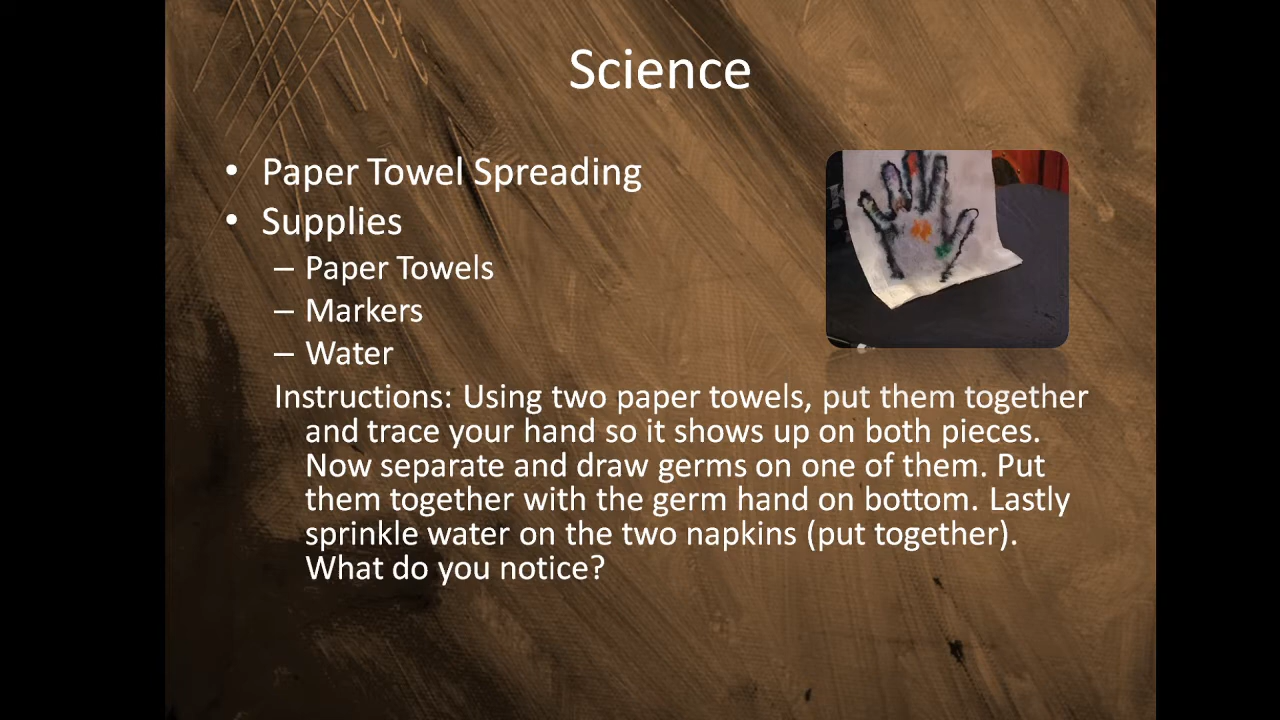 Science
• Paper Towel Spreading
• Supplies
– Paper Towels
– Markers
– Water
Instructions: Using two paper towels, put them together
and trace your hand so it shows up on both pieces.
Now separate and draw germs on one of them. Put
them together with the germ hand on bottom. Lastly
sprinkle water on the two napkins (put together).
What do you notice?